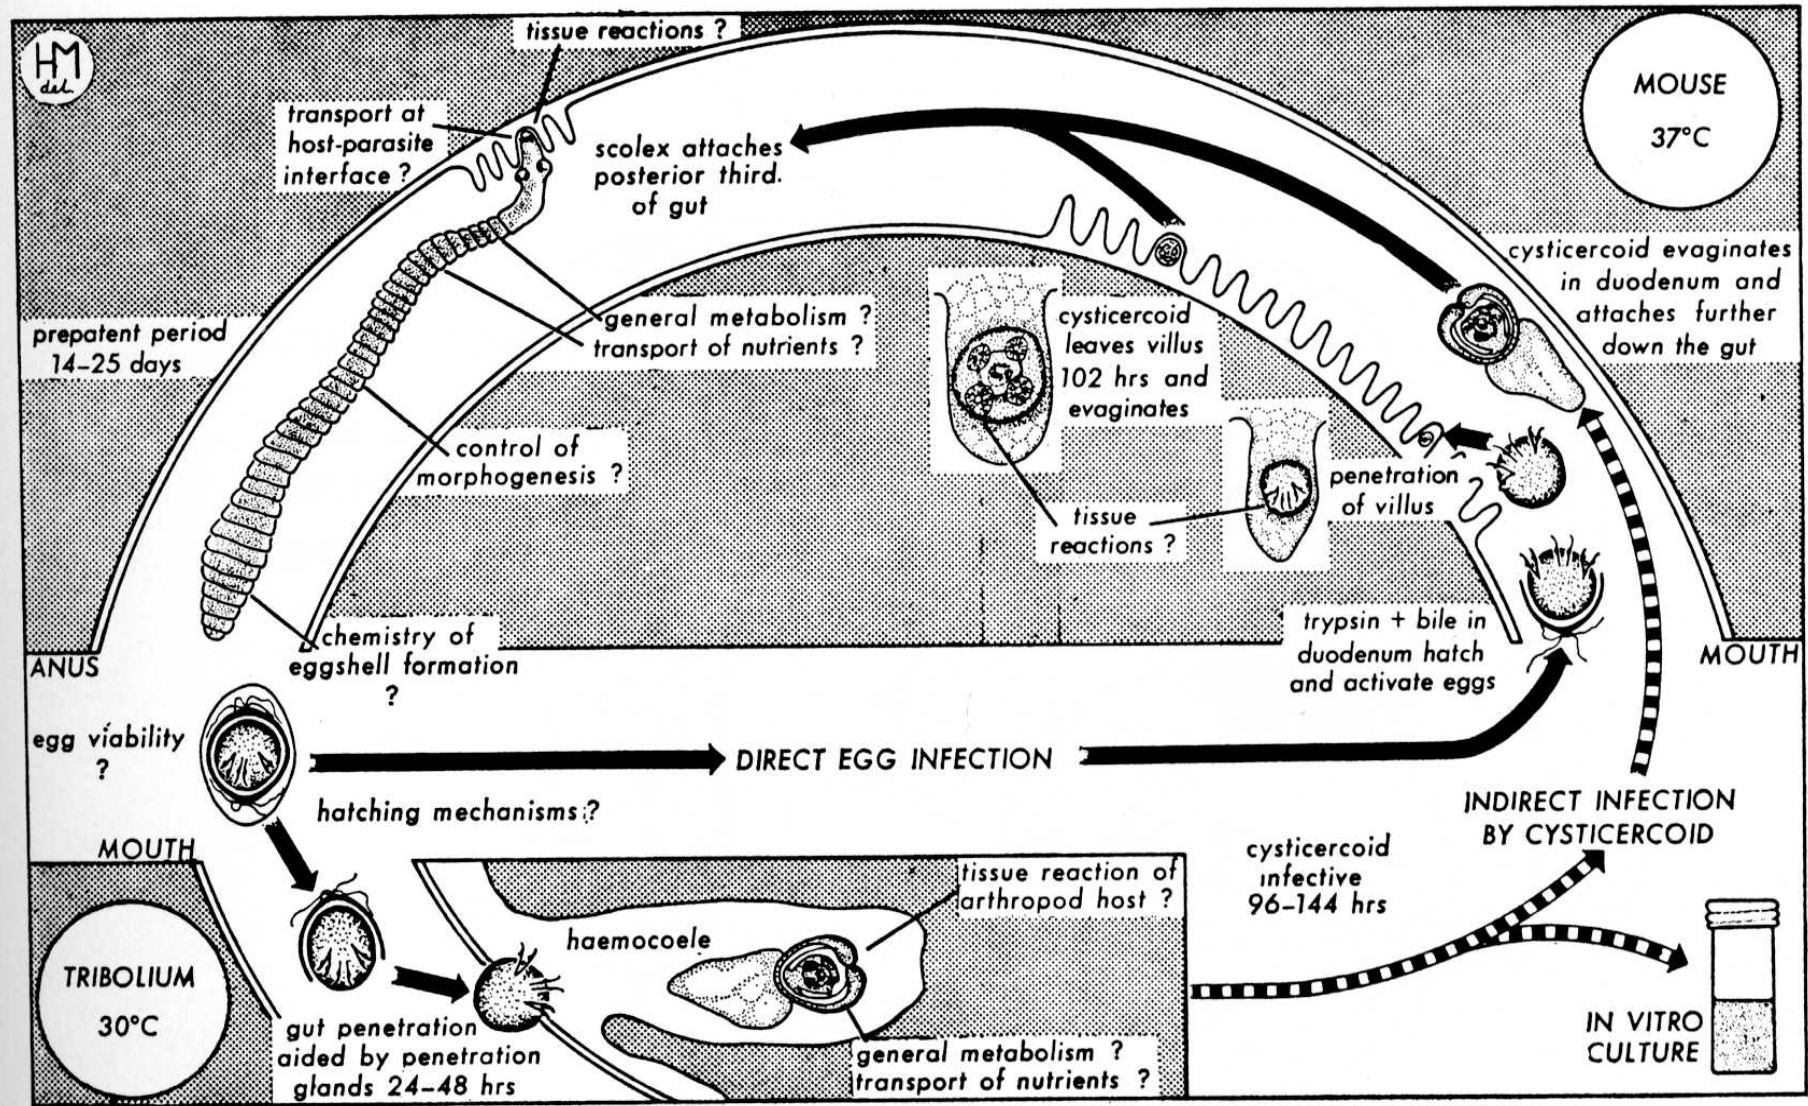 HM
del
tissue reactions ?
transport at
host-parasite
interface ?
scolex attaches
posterior third.
of gut
MOUSE
37°C
cysticercoid evaginates
in duodenum and
attaches further
down the gut
prepatent period
14–25 days
general metabolism ?
transport of nutrients ?
cysticercoid
leaves villus
102 hrs and
evaginates
control of
morphogenesis ?
penetration
of villus
tissue
reactions ?
chemistry of
eggshell formation
?
trypsin + bile in
duodenum hatch
and activate eggs
ANUS
MOUTH
egg viability
?
DIRECT EGG INFECTION
hatching mechanisms ?
INDIRECT INFECTION
BY CYSTICERCOID
MOUTH
cysticercoid
infective
96–144 hrs
tissue reaction of
arthropod host ?
haemocoele
TRIBOLIUM
30°C
gut penetration
aided by penetration
glands 24–48 hrs
general metabolism ?
transport of nutrients ?
IN VITRO
CULTURE